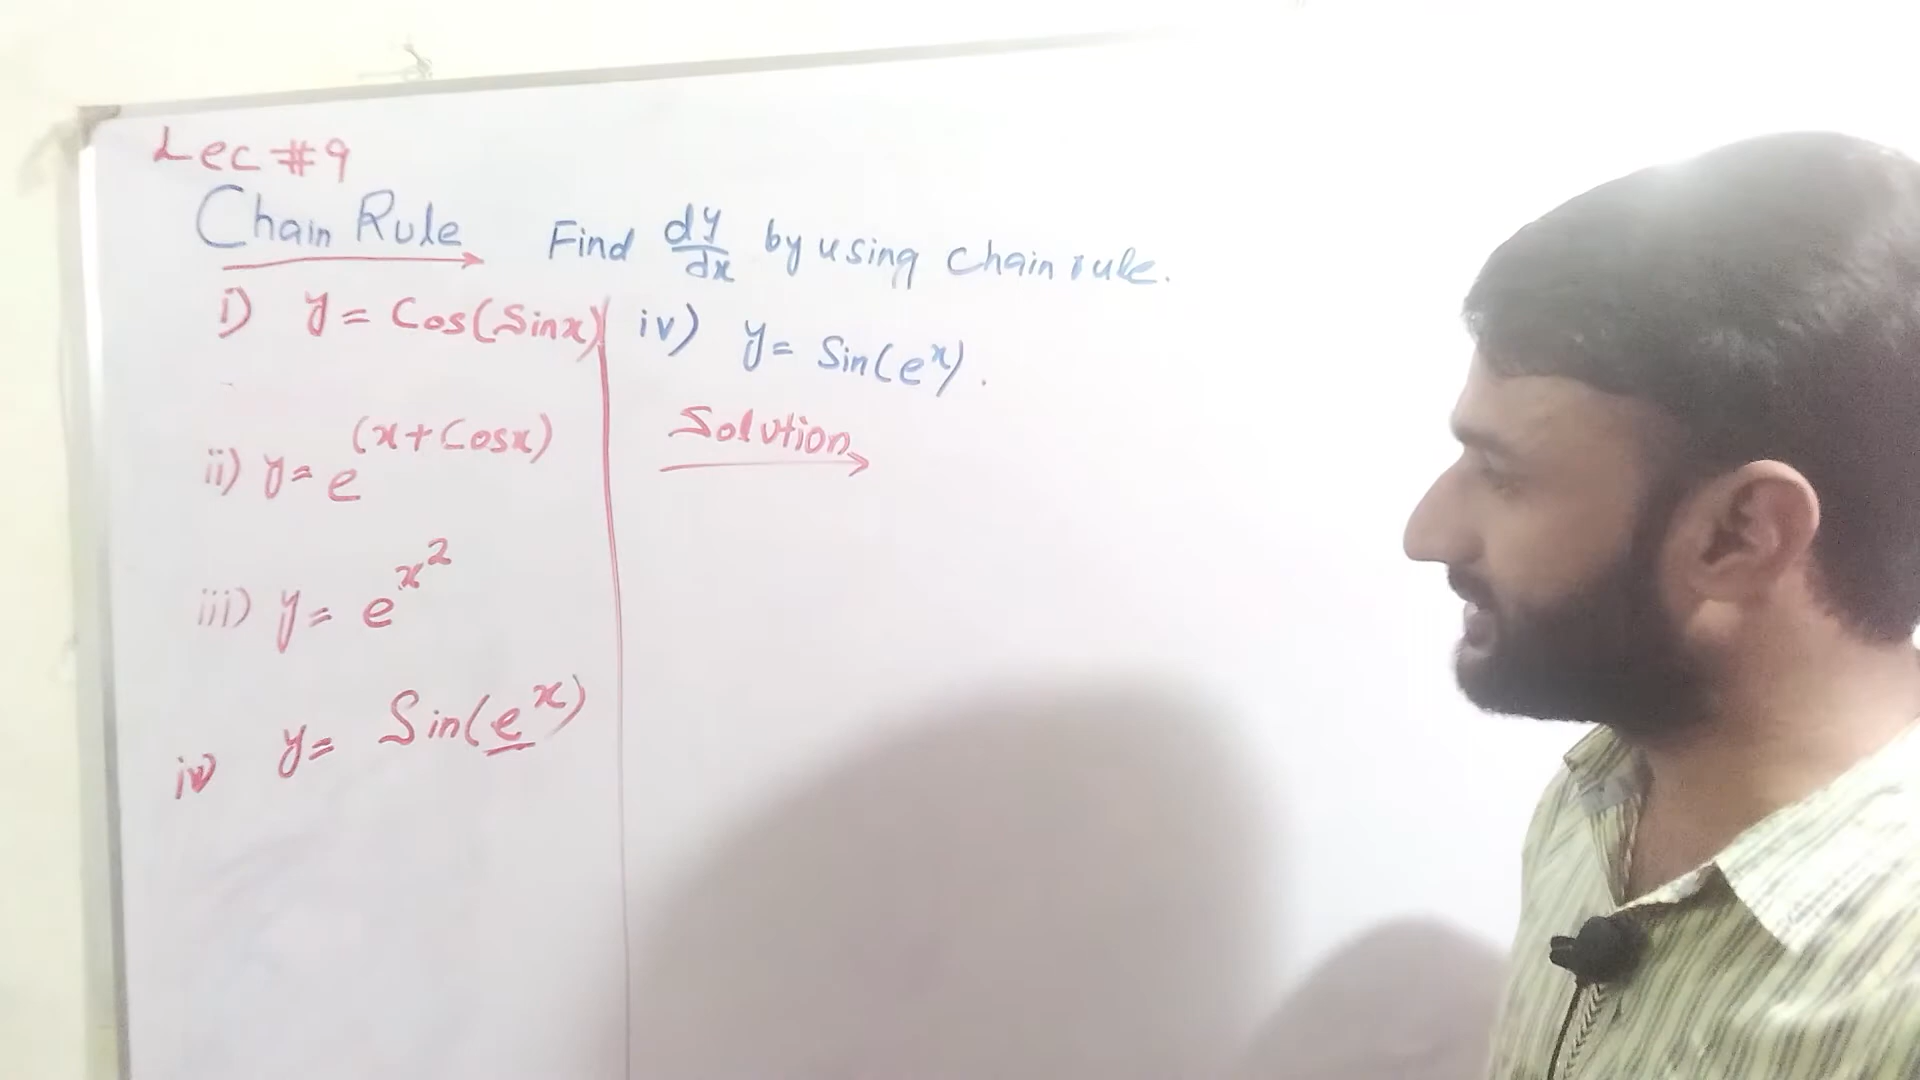 Lec #9
Chain Rule Find dy/dx by using Chain rule.
i) y = Cos(Sinx)
ii) y = e^(x+Cosx)
iii) y = e^x^2
iv) y = Sin(e^x)
iv) y = Sin(e^x).
Solution